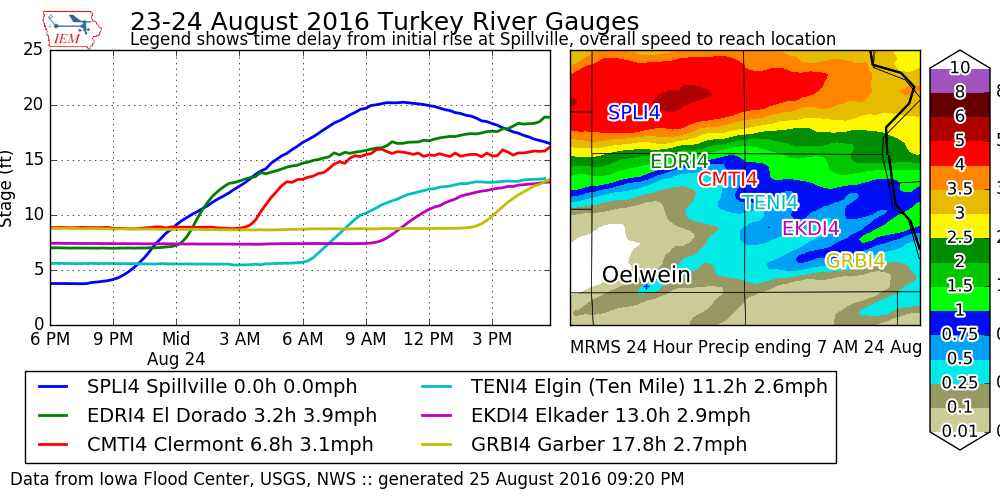 23-24 August 2016 Turkey River Gauges
Legend shows time delay from initial rise at Spillville, overall speed to reach location
IEM
Stage (ft)
25
20
15
10
5
0
6 PM 9 PM Mid 3 AM 6 AM 9 AM 12 PM 3 PM
Aug 24
SPLI4
EDRI4
CMTI4
TENI4
EKDI4
GRBI4
Oelwein
MRMS 24 Hour Precip ending 7 AM 24 Aug
10
8
6
5
4
3.5
3
2.5
2
1.5
1
0.75
0.5
0.25
0.1
0.01
SPLI4 Spillville 0.0h 0.0mph
EDRI4 El Dorado 3.2h 3.9mph
CMTI4 Clermont 6.8h 3.1mph
TENI4 Elgin (Ten Mile) 11.2h 2.6mph
EKDI4 Elkader 13.0h 2.9mph
GRBI4 Garber 17.8h 2.7mph
Data from Iowa Flood Center, USGS, NWS :: generated 25 August 2016 09:20 PM